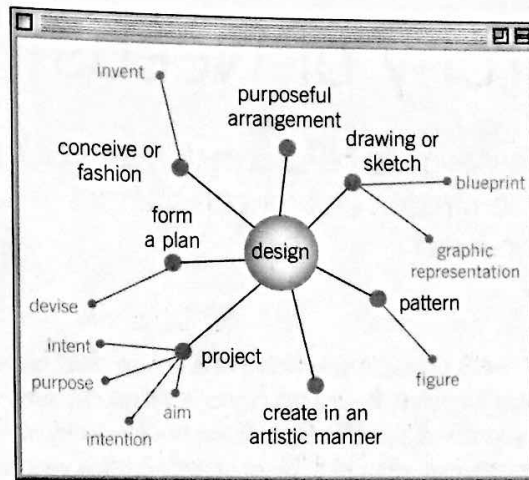 invent
purposeful
arrangement
drawing or
sketch
conceive or
fashion
blueprint
form
a plan
design
graphic
representation
devise
pattern
intent
project
purpose
figure
aim
intention
create in an
artistic manner